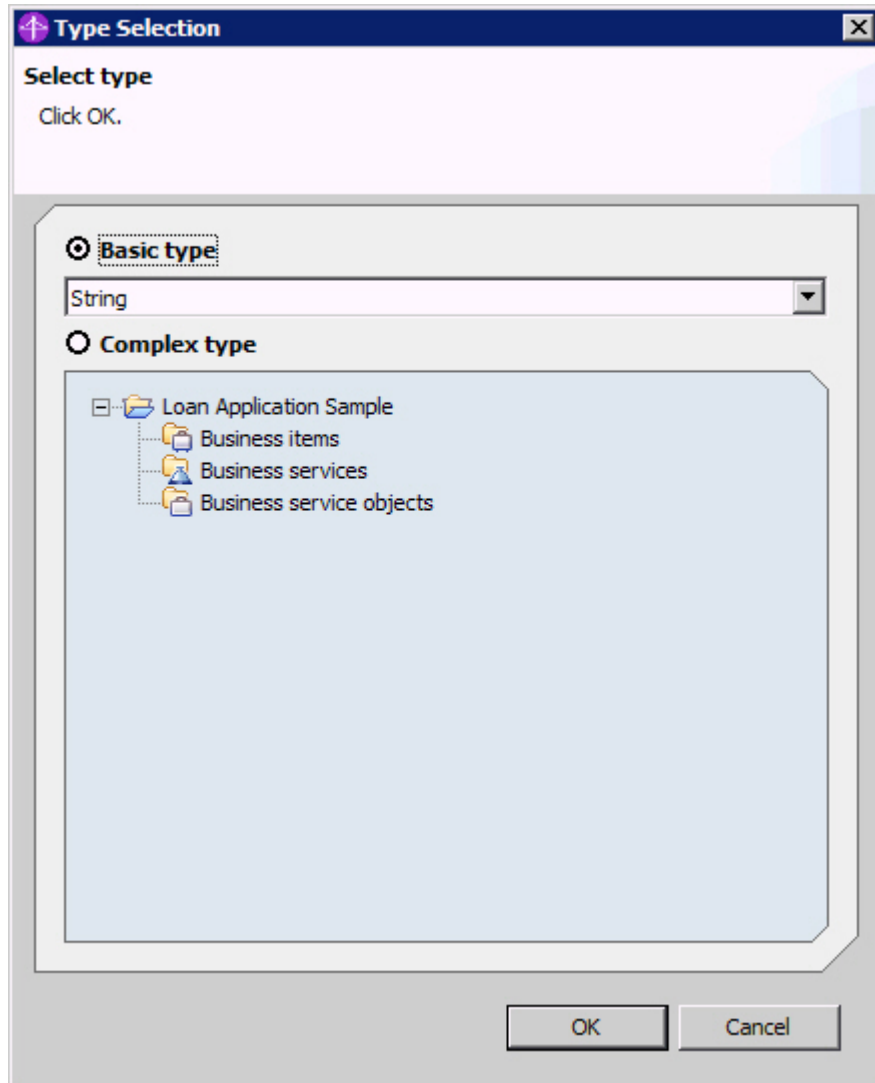 Type Selection
Select type
Click OK.
Basic type
String
Complex type
Loan Application Sample
Business items
Business services
Business service objects
OK Cancel